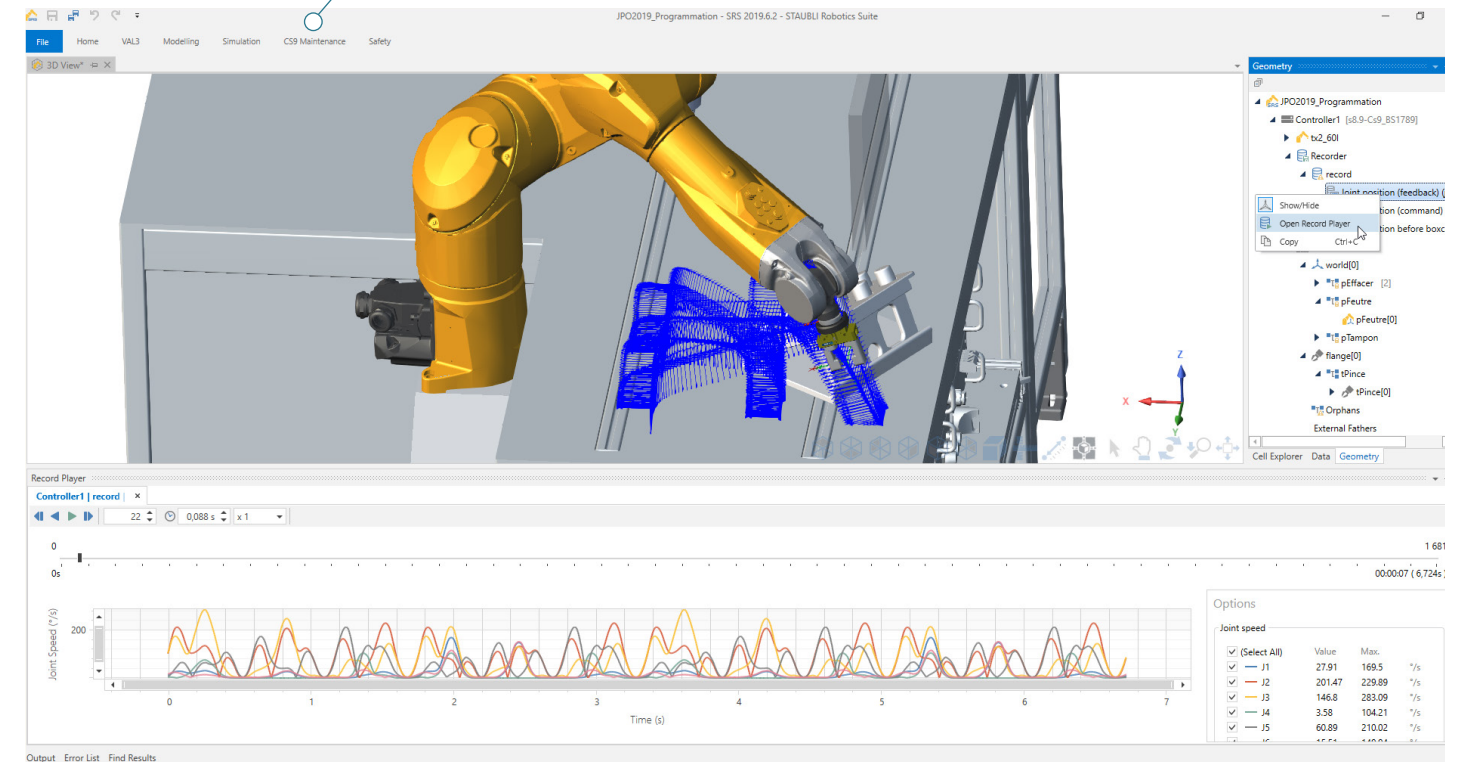 JPO2019_Programmation - SRS 2019.6.2 - STAUBLI Robotics Suite
File Home VAL3 Modelling Simulation CS9 Maintenance Safety
3D View*
Geometry
JPO2019_Programmation
Controller1 [s8.9-Cs9_BS1789]
tx2_60l
Recorder
record
Joint position (feedback)
Show/Hide
tion (command)
Open Record Player
tion before boxc
Copy Ctrl+C
world[0]
pEffacer [2]
pFeutre
pFeutre[0]
pTampon
flange[0]
tPince
tPince[0]
Orphans
External Fathers
Z
X
Y
Cell Explorer Data Geometry
Record Player
Controller1 | record |
22 0,088 s x 1
0 1 681
0s 00:00:07 ( 6,724s )
Options
Joint speed
Joint Speed (°/s)
200
(Select All) Value Max.
J1 27.91 169.5 °/s
J2 201.47 229.89 °/s
J3 146.8 283.09 °/s
J4 3.58 104.21 °/s
J5 60.89 210.02 °/s
0 1 2 3 4 5 6 7
Time (s)
Output Error List Find Results